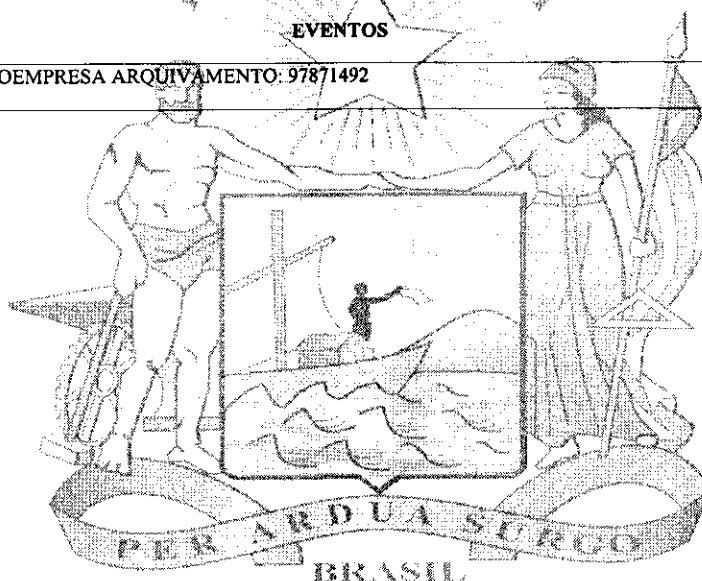 EVENTOS
OEMPRESA ARQUIVAMENTO: 97871492
PER ARDUA SURGO
BRASIL